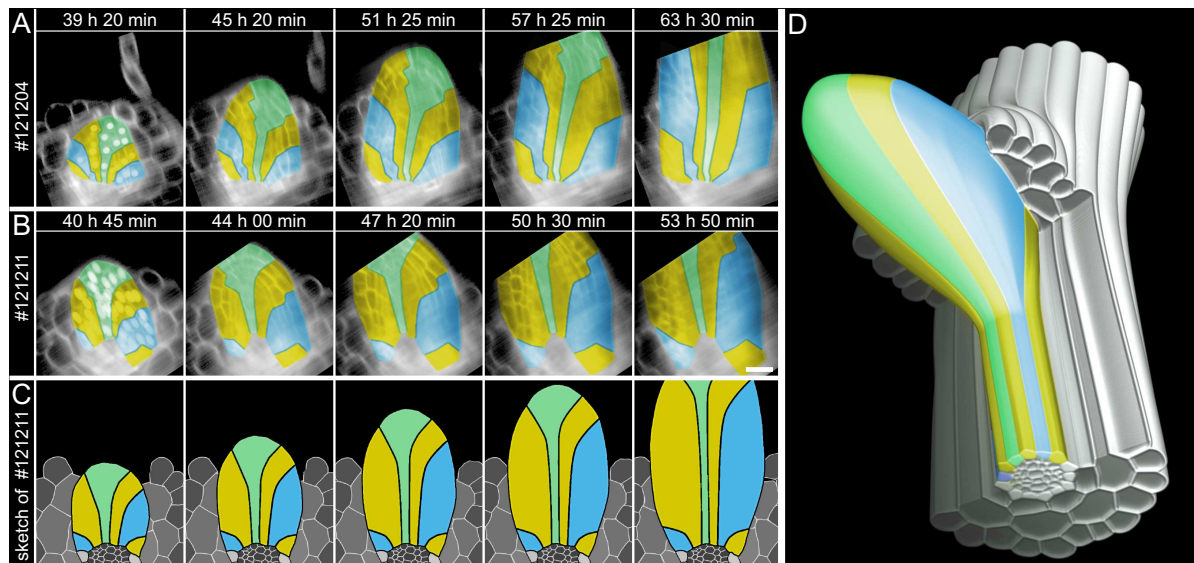 A
39 h 20 min
45 h 20 min
51 h 25 min
57 h 25 min
63 h 30 min
#121204
B
40 h 45 min
44 h 00 min
47 h 20 min
50 h 30 min
53 h 50 min
#121211
C
sketch of #121211
D